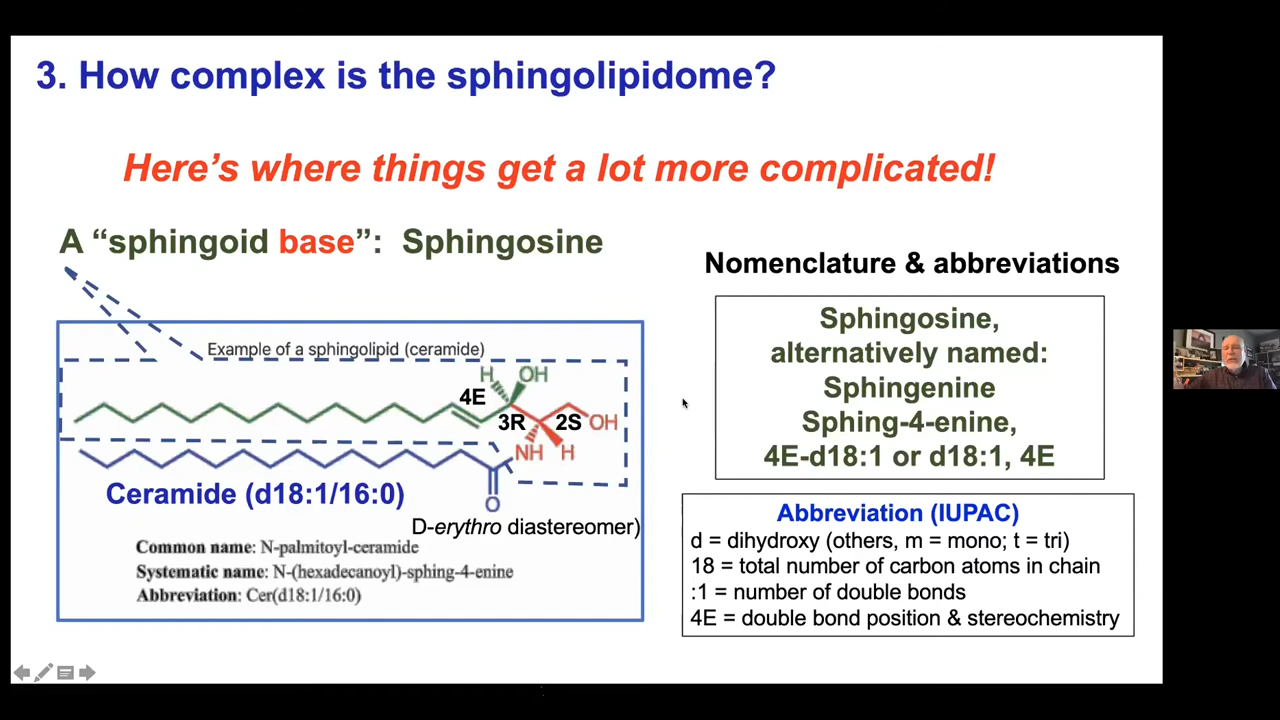 3. How complex is the sphingolipidome?
Here's where things get a lot more complicated!
A “sphingoid base”: Sphingosine
Example of a sphingolipid (ceramide)
H OH
4E
3R 2S OH
NH H
O
Ceramide (d18:1/16:0)
D-erythro diastereomer)
Common name: N-palmitoyl-ceramide
Systematic name: N-(hexadecanoyl)-sphing-4-enine
Abbreviation: Cer(d18:1/16:0)
Nomenclature & abbreviations
Sphingosine,
alternatively named:
Sphingenine
Sphing-4-enine,
4E-d18:1 or d18:1, 4E
Abbreviation (IUPAC)
d = dihydroxy (others, m = mono; t = tri)
18 = total number of carbon atoms in chain
:1 = number of double bonds
4E = double bond position & stereochemistry